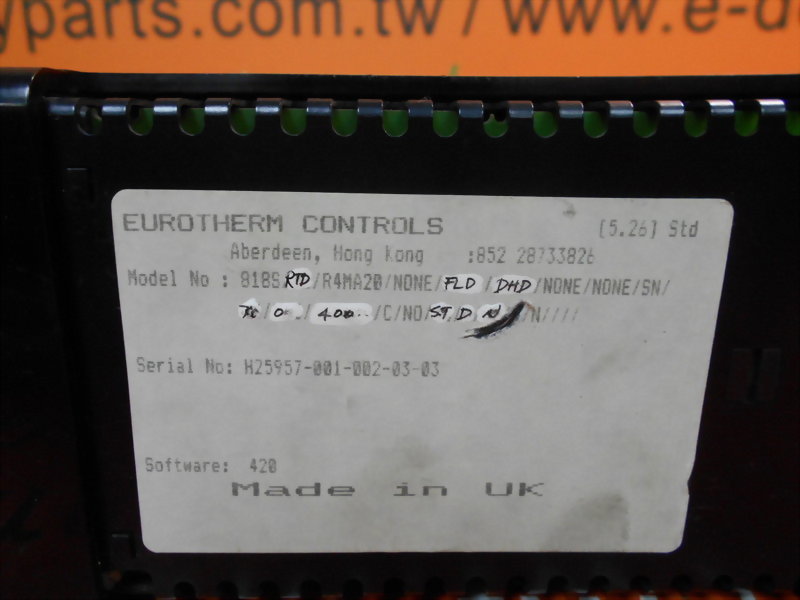 yparts.com.tw / www.e-d
EUROTHERM CONTROLS [5.26] Std
Aberdeen, Hong Kong :852 28733826
Model No : 818S RTD/R4MA20/NONE/FLD/DHD/NONE/NONE/SN/
/0 / 400../C/NO/ST.D/N /N////
Serial No: H25957-001-002-03-03
Software: 420
Made in UK